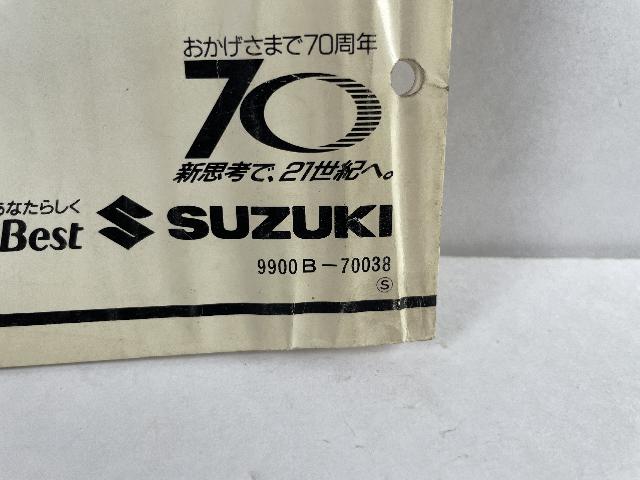 おかげさまで70周年
70
新思考で、21世紀へ。
あなたらしく
Best
SUZUKI
9900B-70038
Ⓢ